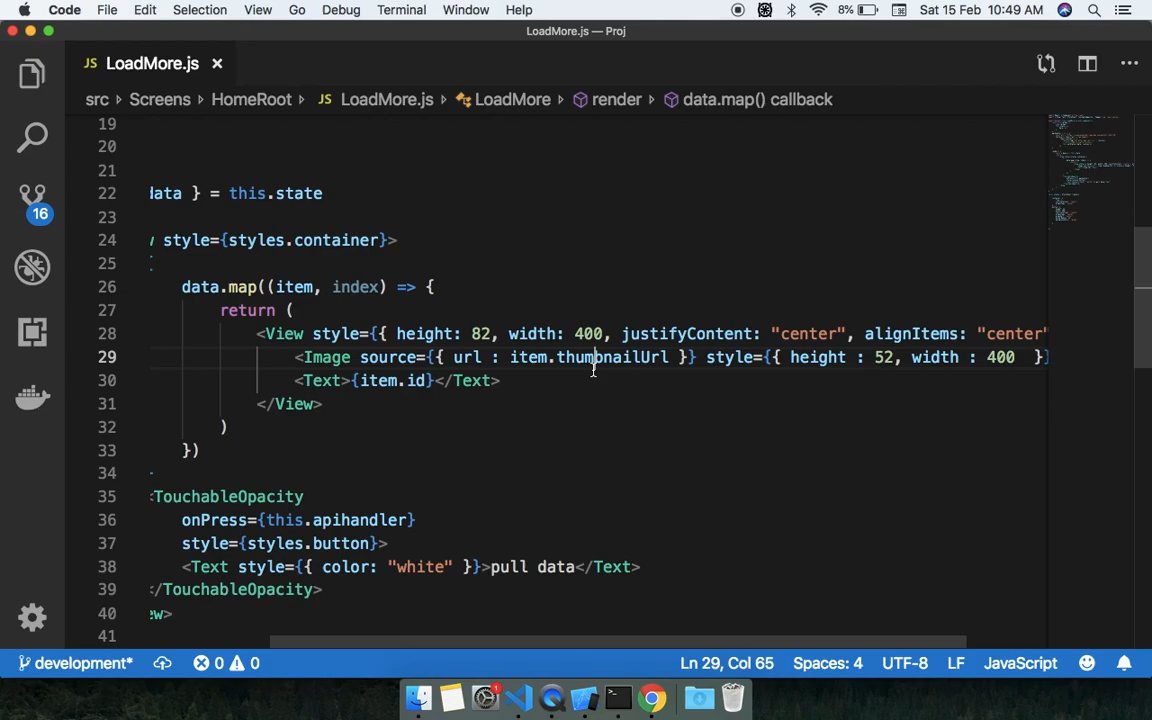 Code File Edit Selection View Go Debug Terminal Window Help 8% Sat 15 Feb 10:49 AM
LoadMore.js — Proj
JS LoadMore.js ×
src › Screens › HomeRoot › JS LoadMore.js › LoadMore › render › data.map() callback
19
20
21
22 data } = this.state
23
24 style={styles.container}>
25
26 data.map((item, index) => {
27 return (
28 <View style={{ height: 82, width: 400, justifyContent: "center", alignItems: "center"
29 <Image source={{ url : item.thumbnailUrl }} style={{ height : 52, width : 400 }}
30 <Text>{item.id}</Text>
31 </View>
32 )
33 })
34
35 <TouchableOpacity
36 onPress={this.apihandler}
37 style={styles.button}>
38 <Text style={{ color: "white" }}>pull data</Text>
39 </TouchableOpacity>
40 ew>
41
16
development* 0 0 Ln 29, Col 65 Spaces: 4 UTF-8 LF JavaScript
1